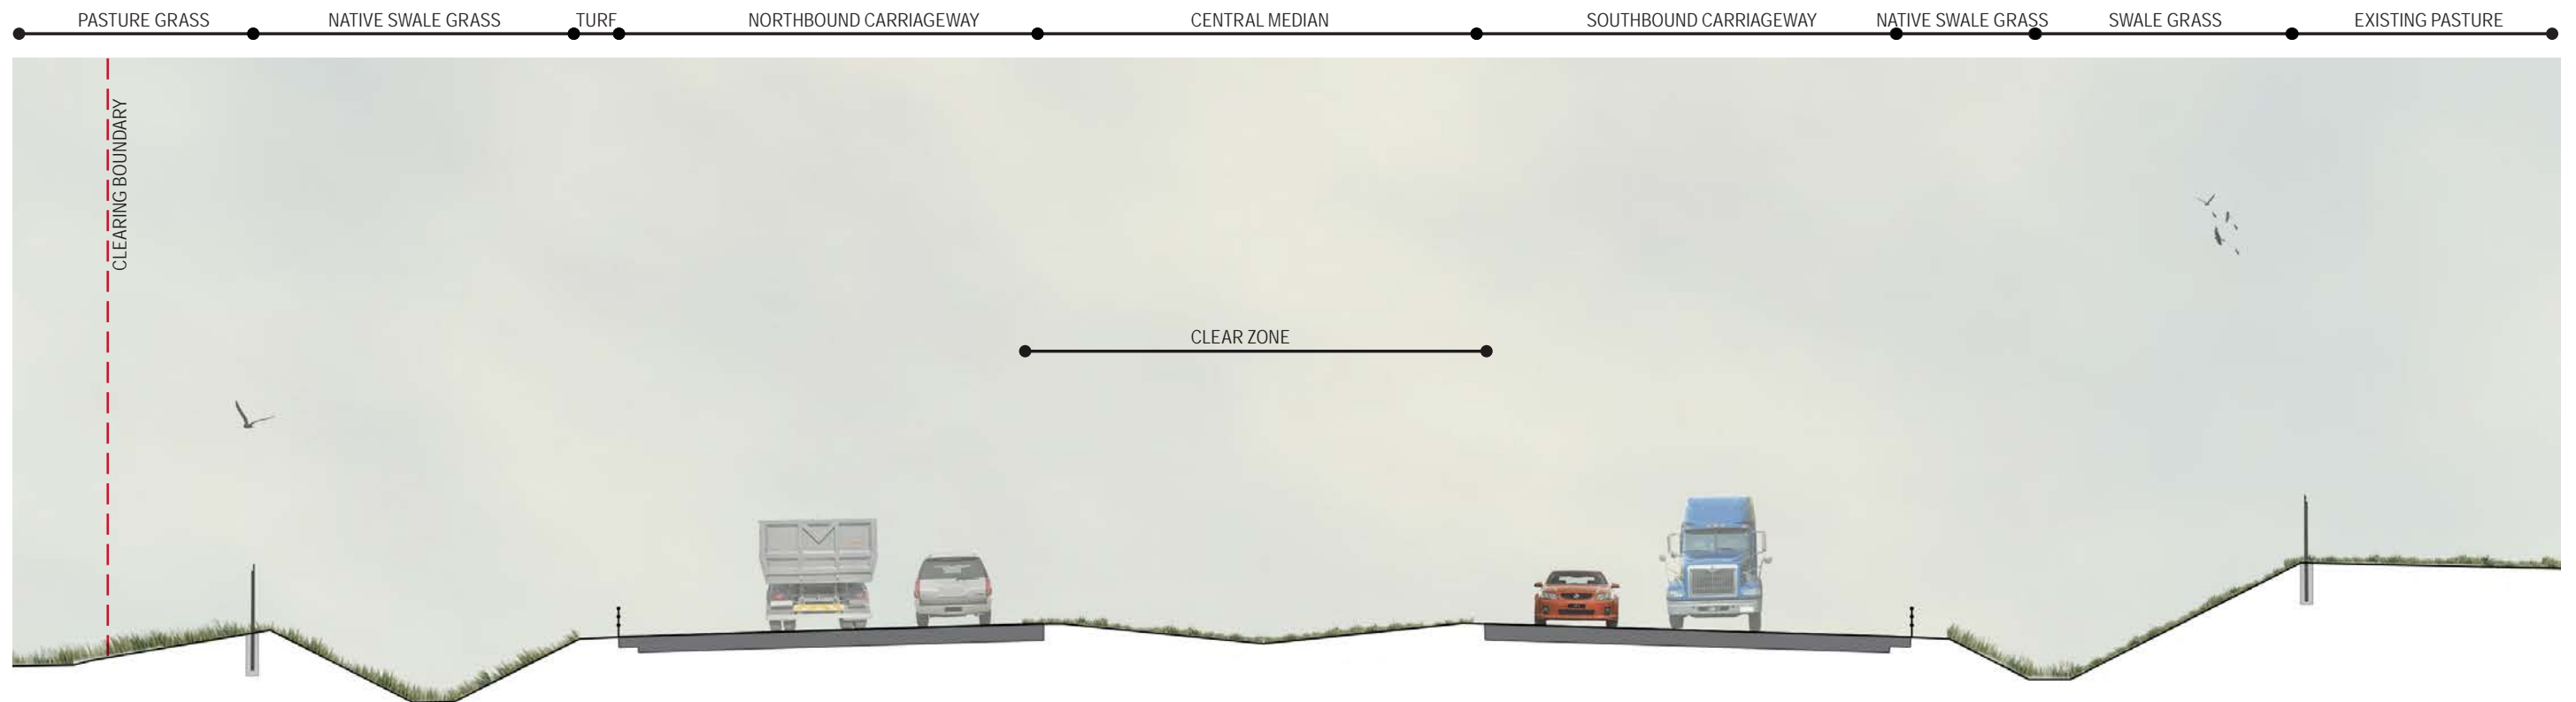 PASTURE GRASS
NATIVE SWALE GRASS
TURF
NORTHBOUND CARRIAGEWAY
CENTRAL MEDIAN
SOUTHBOUND CARRIAGEWAY
NATIVE SWALE GRASS
SWALE GRASS
EXISTING PASTURE
CLEARING BOUNDARY
CLEAR ZONE